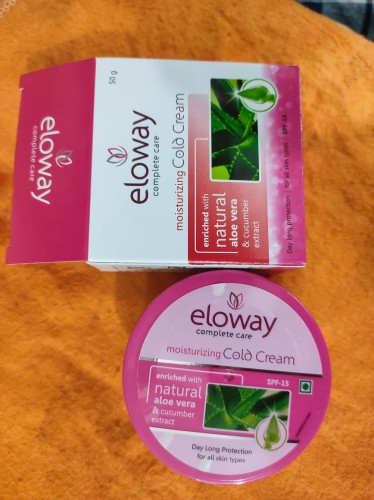 eloway
complete care
50 g
eloway
complete care
moisturizing Cold Cream
enriched with
natural
aloe vera
& cucumber
extract
Day long protection
for all skin types
SPF-15
eloway
complete care
moisturizing Cold Cream
enriched with
natural
aloe vera
& cucumber
extract
SPF-15
Day Long Protection
for all skin types